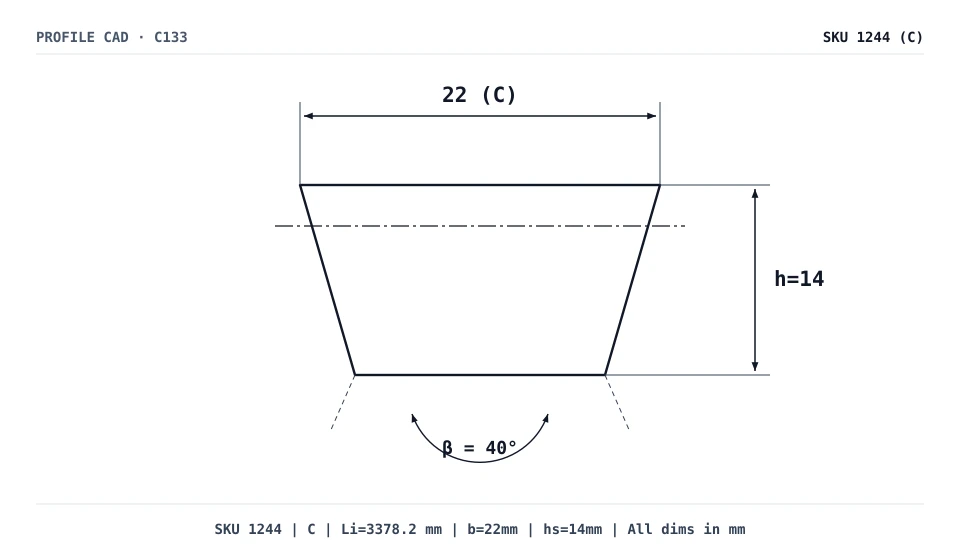 PROFILE CAD · C133
SKU 1244 (C)
22 (C)
h=14
β = 40°
SKU 1244 | C | Li=3378.2 mm | b=22mm | hs=14mm | All dims in mm